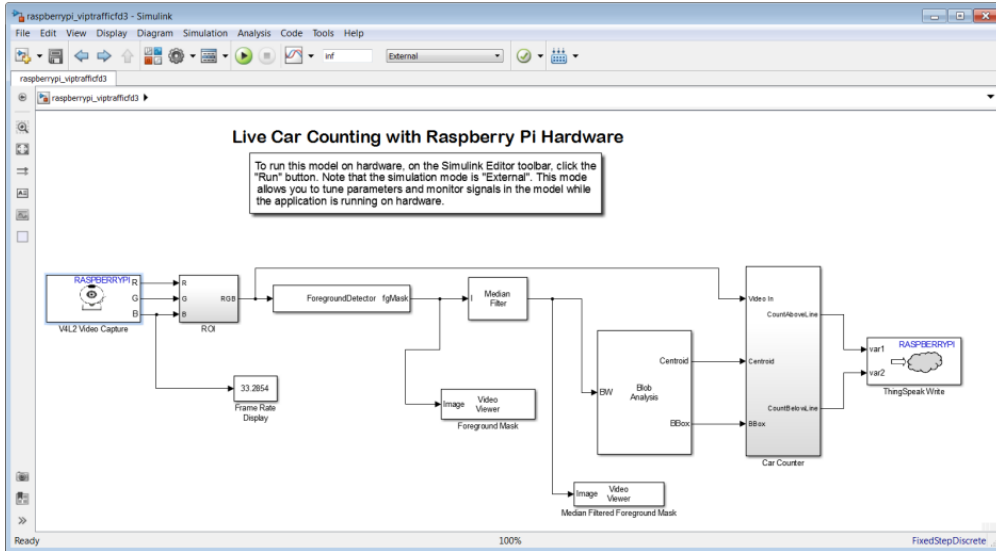 raspberrypi_viptrafficfd3 - Simulink
File Edit View Display Diagram Simulation Analysis Code Tools Help
inf External
raspberrypi_viptrafficfd3
raspberrypi_viptrafficfd3
Live Car Counting with Raspberry Pi Hardware
To run this model on hardware, on the Simulink Editor toolbar, click the
"Run" button. Note that the simulation mode is "External". This mode
allows you to tune parameters and monitor signals in the model while
the application is running on hardware.
RASPBERRYPI
R
G
B
V4L2 Video Capture
R
G
B
RGB
ROI
ForegroundDetector fgMask
I
Median
Filter
33.2854
Frame Rate
Display
Image
Video
Viewer
Foreground Mask
BW
Blob
Analysis
Centroid
BBox
Image
Video
Viewer
Median Filtered Foreground Mask
Video In
Centroid
BBox
CountAboveLine
CountBelowLine
Car Counter
RASPBERRYPI
var1
var2
ThingSpeak Write
Ready 100% FixedStepDiscrete